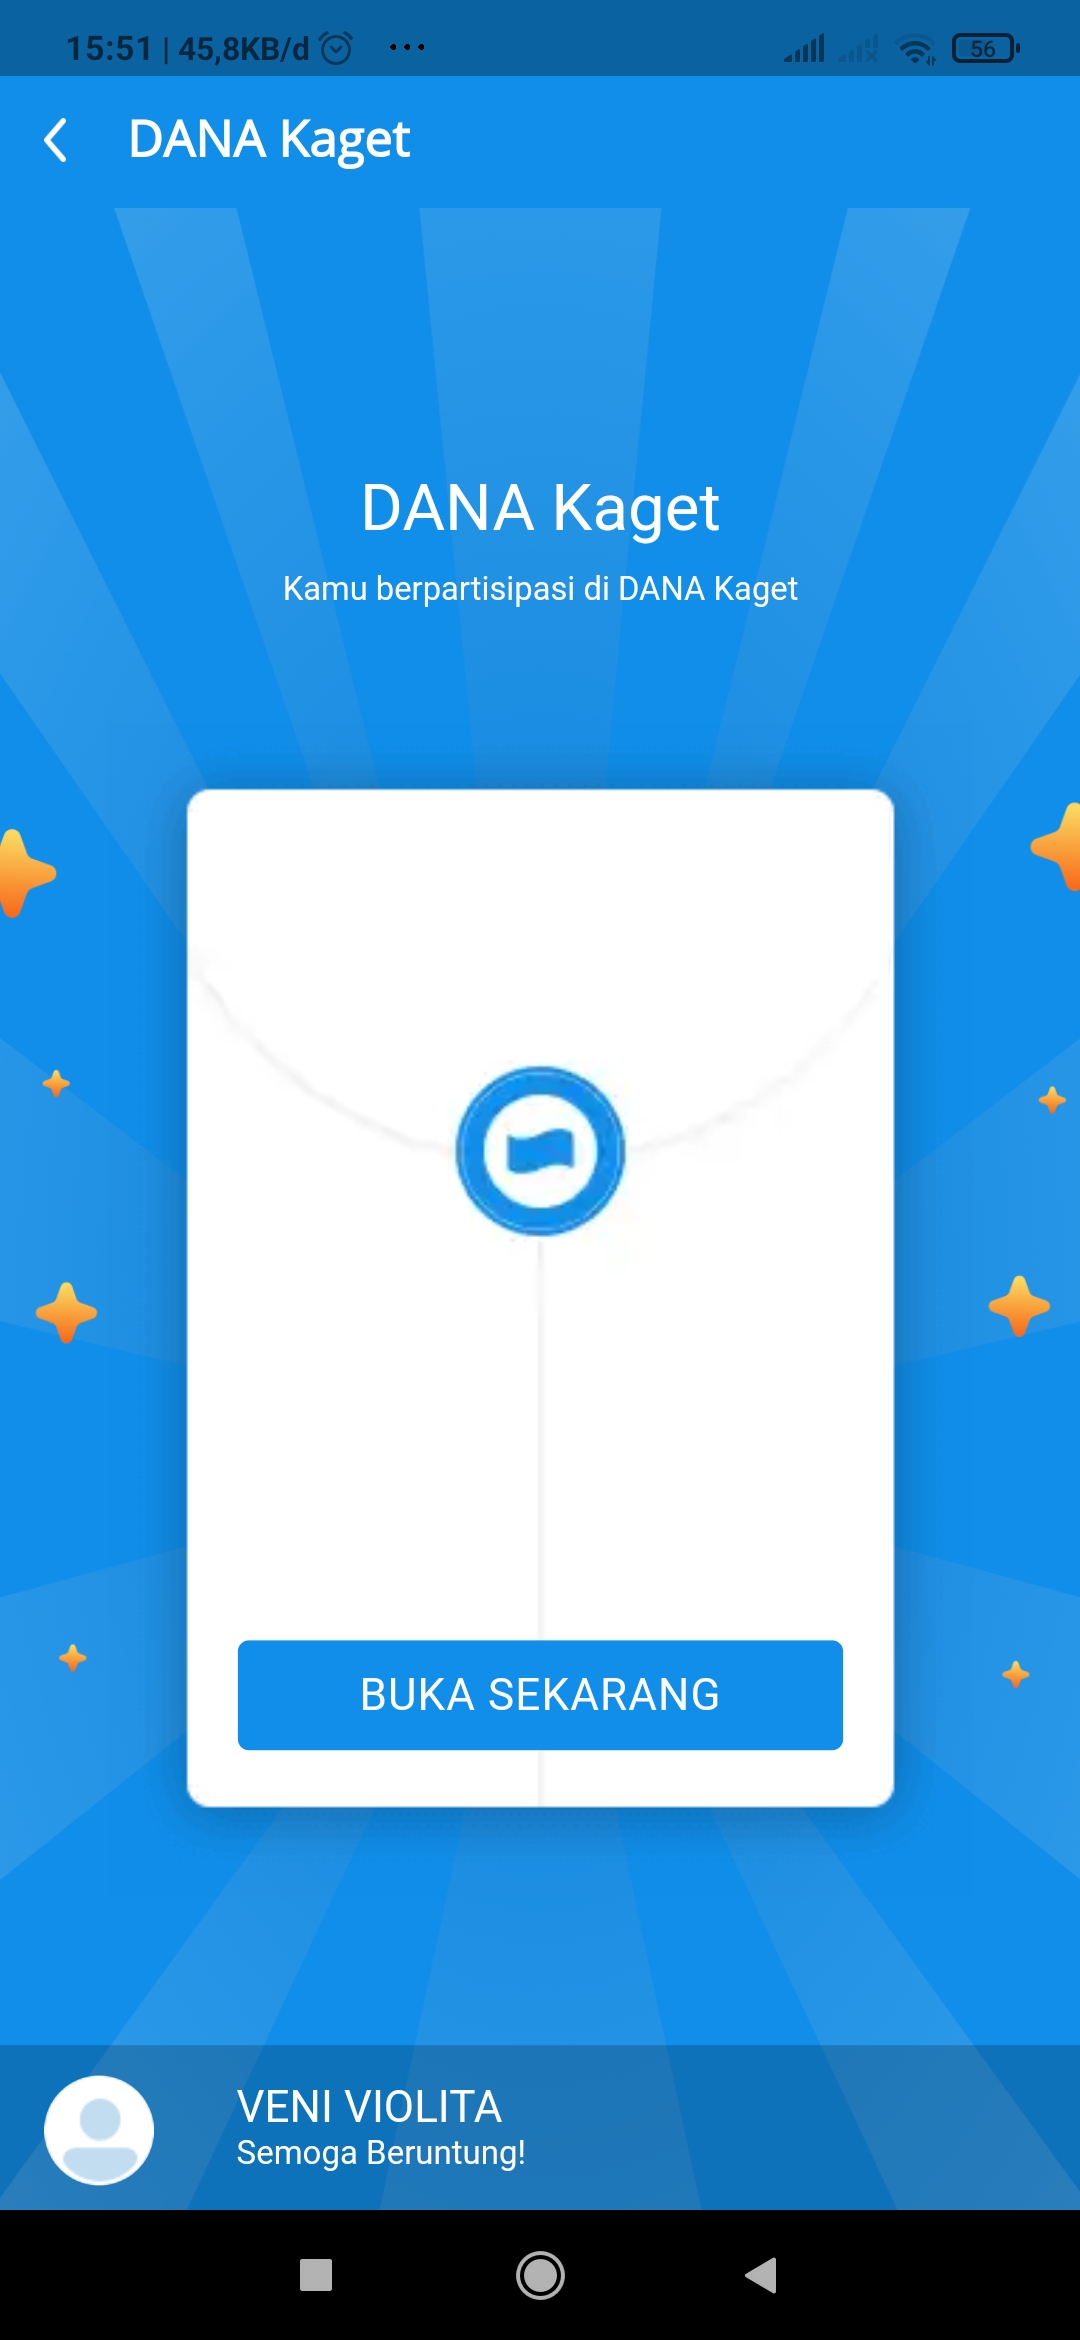 15:51 | 45,8KB/d
56
DANA Kaget
DANA Kaget
Kamu berpartisipasi di DANA Kaget
BUKA SEKARANG
VENI VIOLITA
Semoga Beruntung!